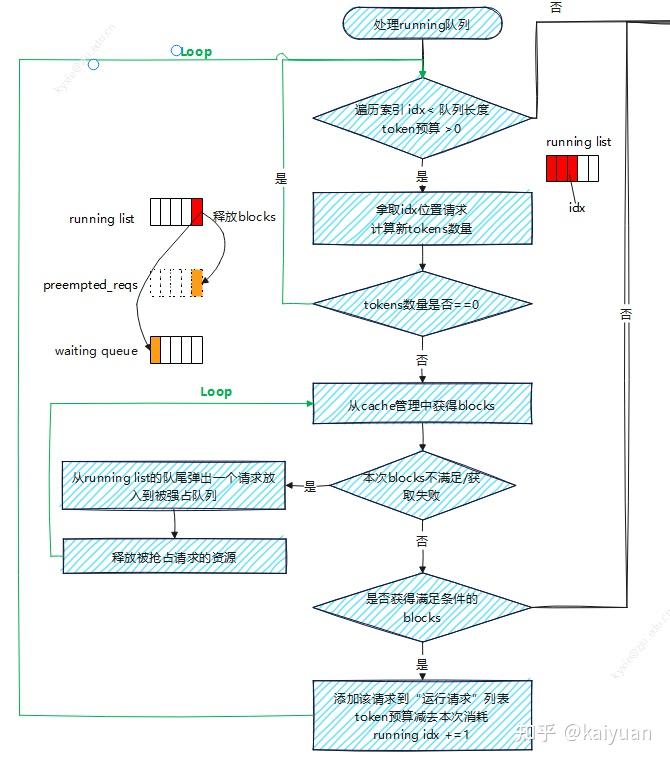 处理running队列
否
Loop
遍历索引 idx < 队列长度
token预算 > 0
running list
idx
是
是
拿取idx位置请求
计算新tokens数量
running list
释放blocks
preempted_reqs
tokens数量是否==0
否
waiting queue
否
Loop
从cache管理中获得blocks
从running list的队尾弹出一个请求放
入到被强占队列
是
本次blocks不满足/获
取失败
否
释放被抢占请求的资源
是否获得满足条件的
blocks
是
添加该请求到“运行请求”列表
token预算减去本次消耗
running idx +=1
知乎 @kaiyuan